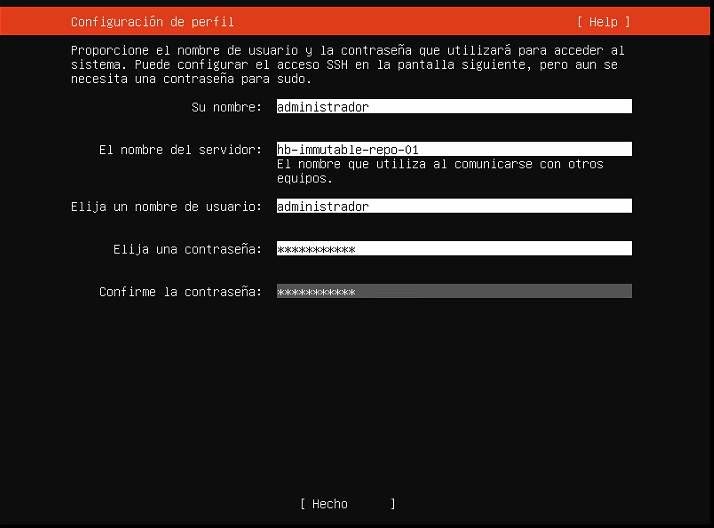 Configuración de perfil [ Help ]
Proporcione el nombre de usuario y la contraseña que utilizará para acceder al
sistema. Puede configurar el acceso SSH en la pantalla siguiente, pero aun se
necesita una contraseña para sudo.
Su nombre: administrador
El nombre del servidor: hb-immutable-repo-01
El nombre que utiliza al comunicarse con otros
equipos.
Elija un nombre de usuario: administrador
Elija una contraseña: ***********
Confirme la contraseña: ***********
[ Hecho ]